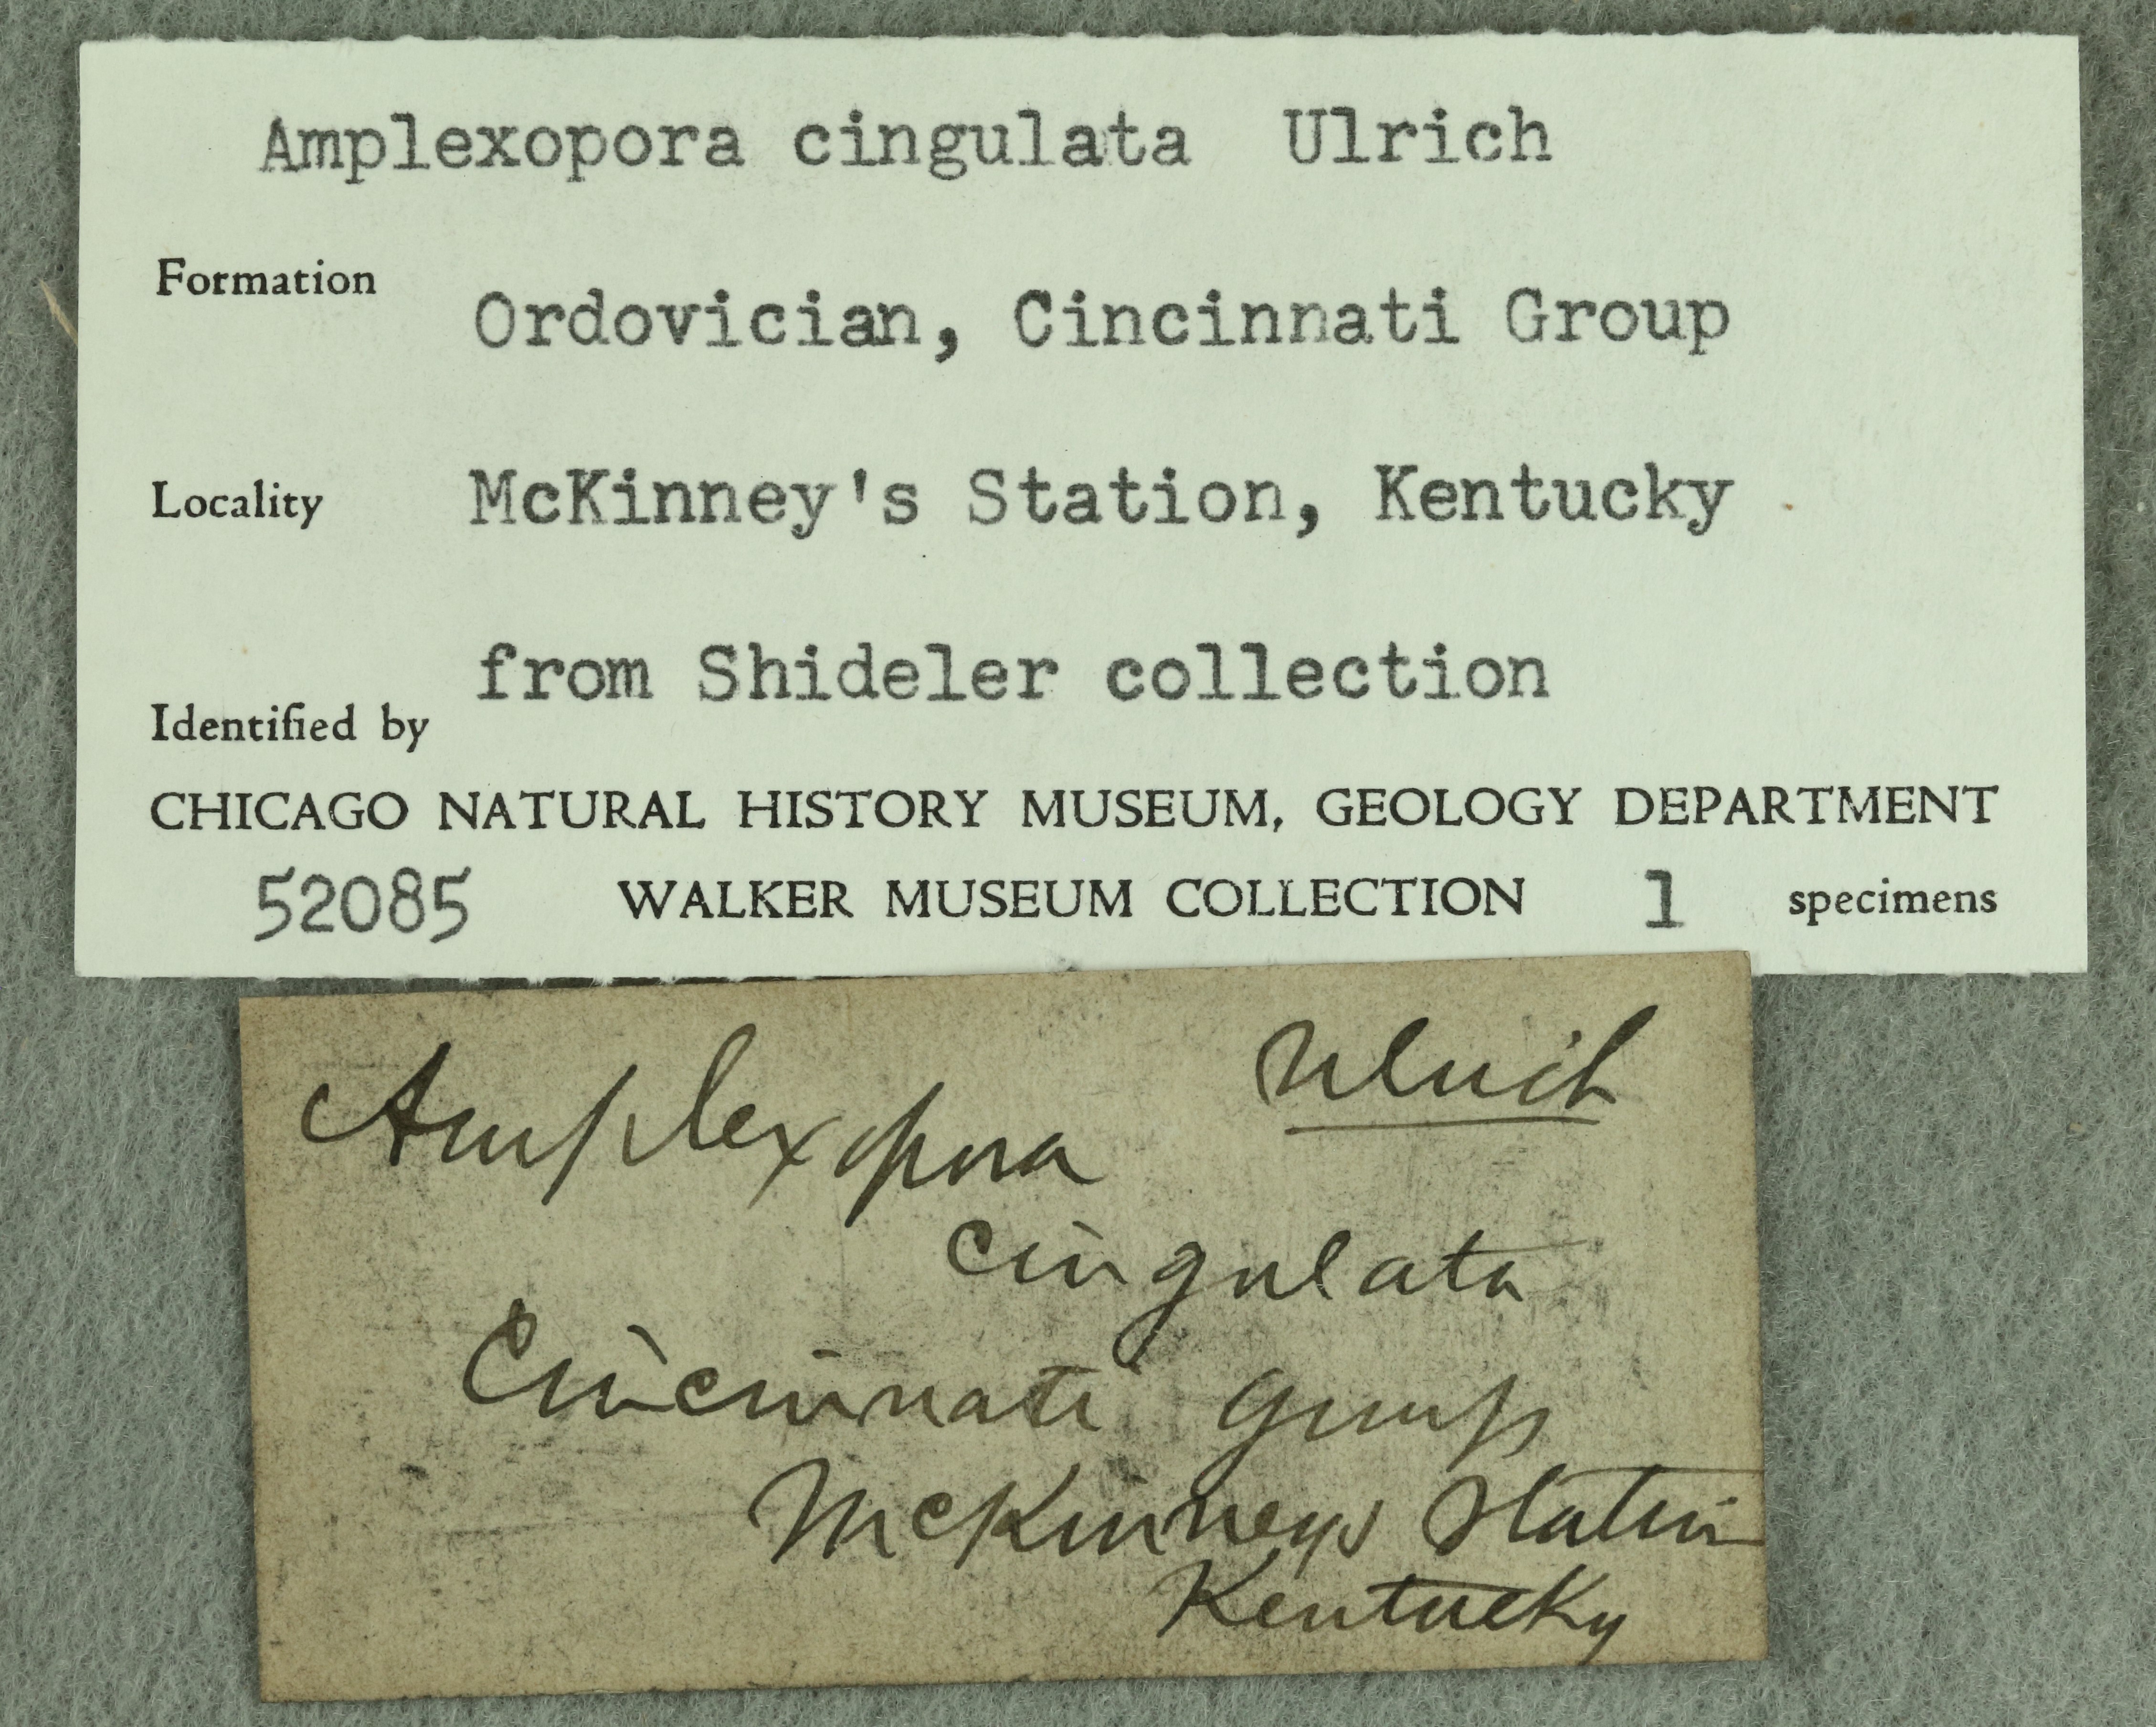 Amplexopora cingulata Ulrich
Formation
Ordovician, Cincinnati Group
Locality McKinney's Station, Kentucky
from Shideler collection
Identified by
CHICAGO NATURAL HISTORY MUSEUM, GEOLOGY DEPARTMENT
52085 WALKER MUSEUM COLLECTION 1 specimens
Ulrich
Amplexopora
cingulata
Cincinnati Group
McKinneys Station
Kentucky